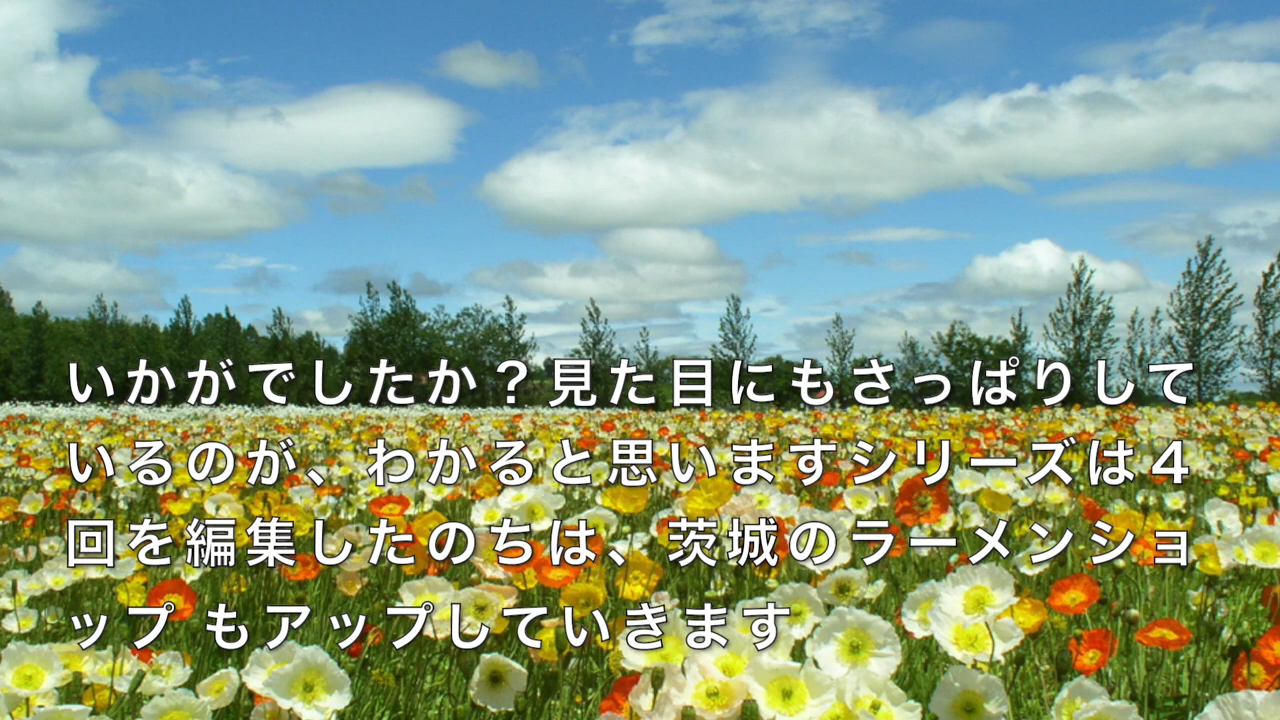 いかがでしたか？見た目にもさっぱりして
いるのが、わかると思いますシリーズは４
回を編集したのちは、茨城のラーメンショ
ップ もアップしていきます